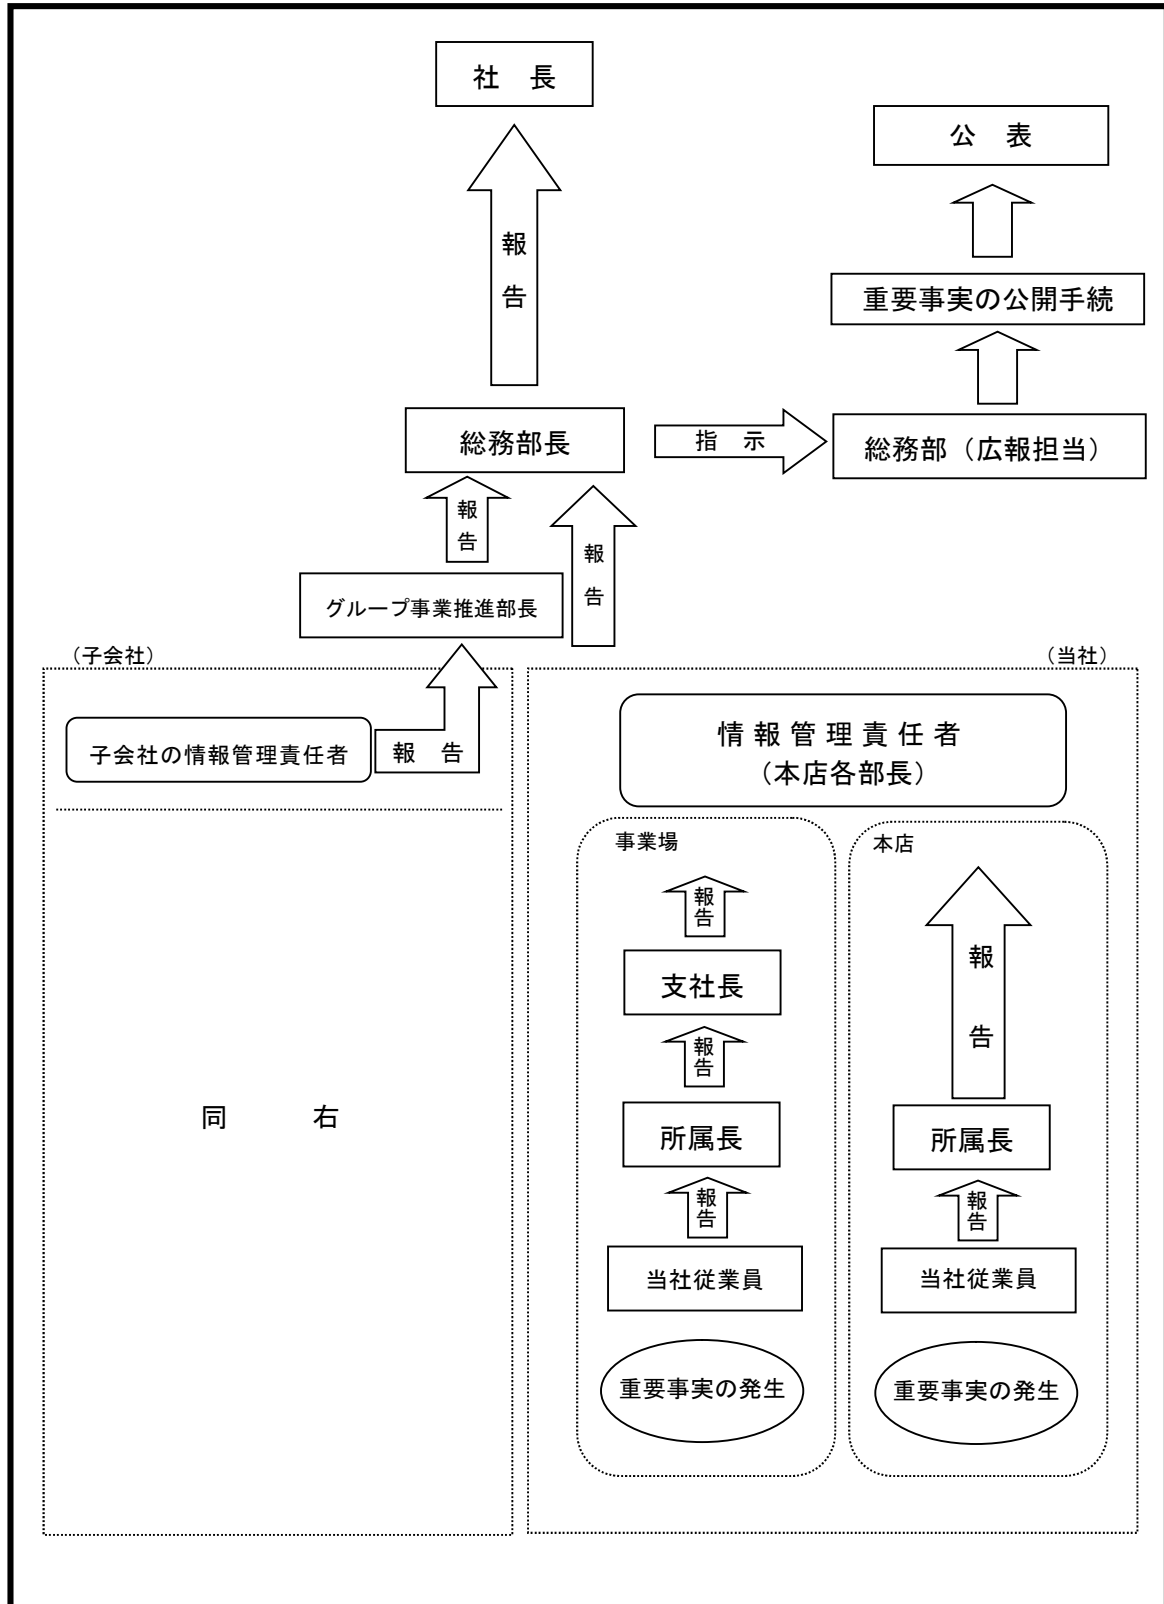 社　長
報
告
公　表
重要事実の公開手続
総務部長
指　示
総務部（広報担当）
報
告
報
告
グループ事業推進部長
（子会社）
（当社）
子会社の情報管理責任者
報　告
情報管理責任者
（本店各部長）
同　右
事業場
報
告
支社長
報
告
所属長
報
告
当社従業員
重要事実の発生
本店
報
告
所属長
報
告
当社従業員
重要事実の発生